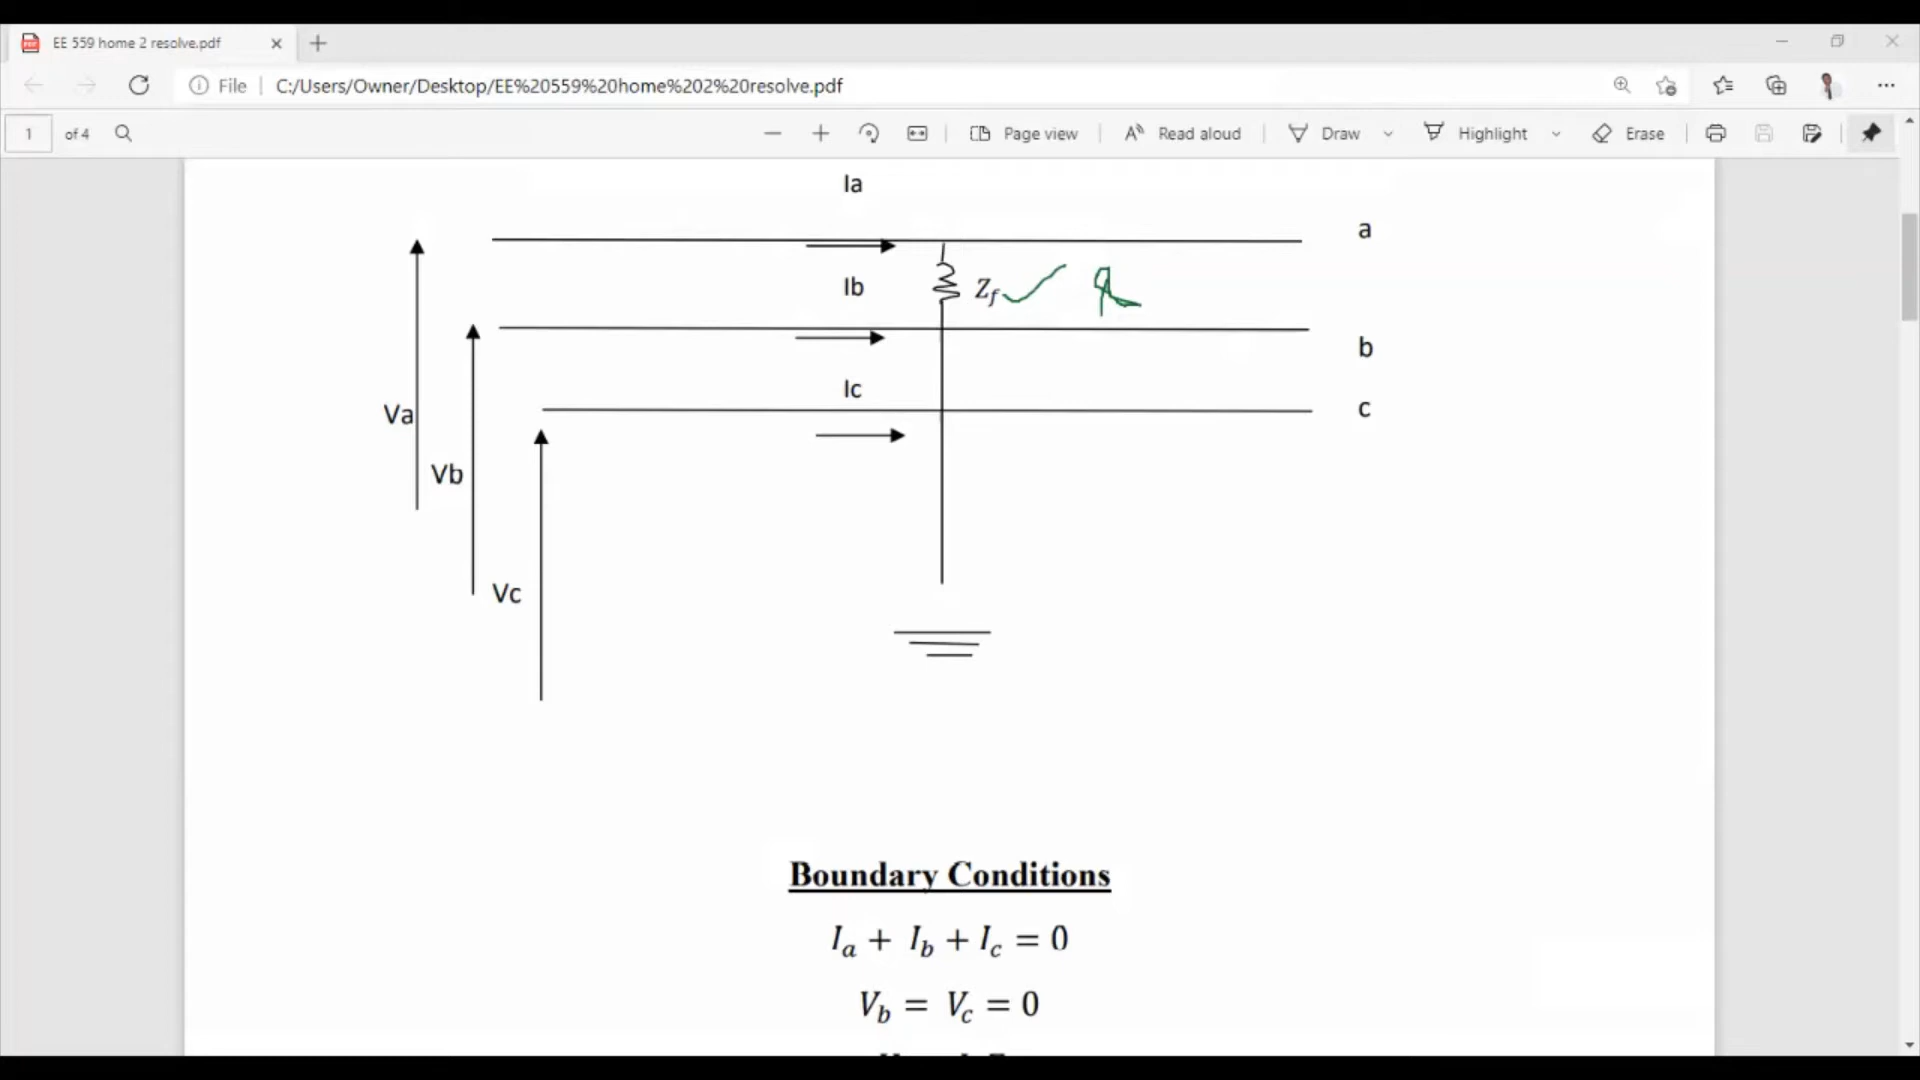 EE 559 home 2 resolve.pdf
File
C:/Users/Owner/Desktop/EE%20559%20home%202%20resolve.pdf
1 of 4
Page view
Read aloud
Draw
Highlight
Erase
Ia
a
Ib
Zf
b
Ic
c
Va
Vb
Vc
Boundary Conditions
Ia + Ib + Ic = 0
Vb = Vc = 0